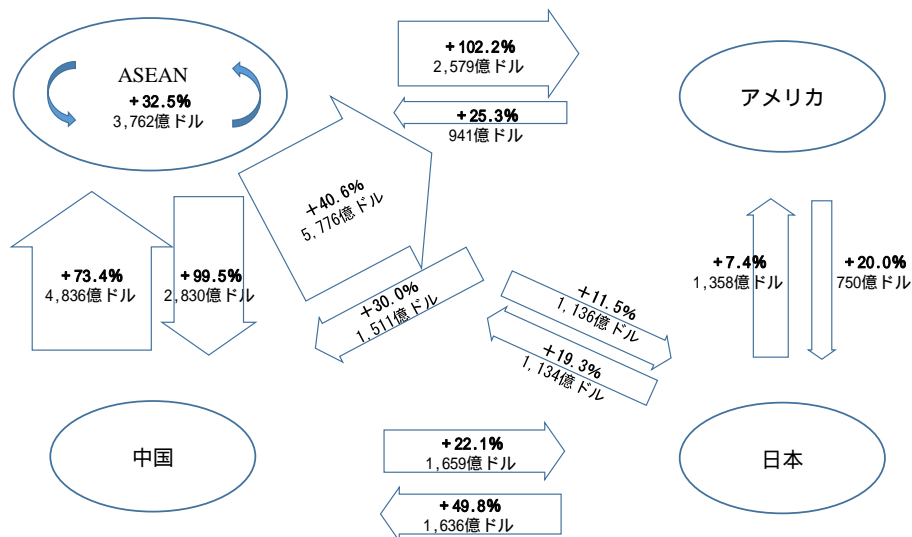 ASEAN
+32.5%
3,762億ドル
+102.2%
2,579億ドル
+25.3%
941億ドル
アメリカ
+40.6%
5,776億ドル
+73.4%
4,836億ドル
+99.5%
2,830億ドル
+30.0%
1,511億ドル
+11.5%
1,136億ドル
+19.3%
1,134億ドル
+7.4%
1,358億ドル
+20.0%
750億ドル
中国
+22.1%
1,659億ドル
+49.8%
1,636億ドル
日本